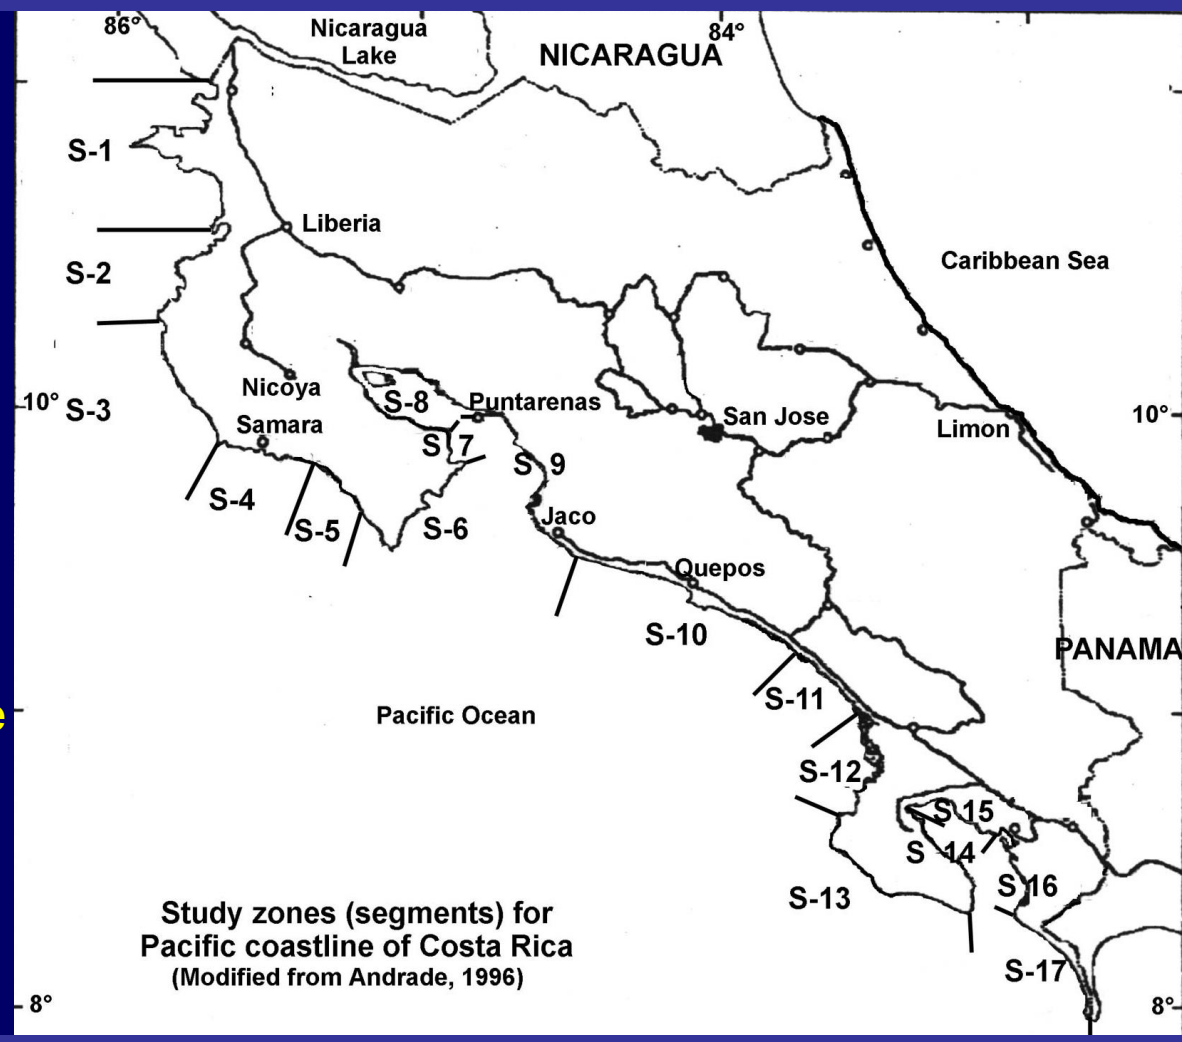 86°
84°
Nicaragua
Lake
NICARAGUA
S-1
Liberia
S-2
Caribbean Sea
Nicoya
S-8
Puntarenas
10°
S-3
10°
Samara
San Jose
Limon
S 7
S 9
S-4
S-5
S-6
Jaco
Quepos
S-10
PANAMA
S-11
Pacific Ocean
e
S-12
S 15
S 14
S 16
S-13
Study zones (segments) for
Pacific coastline of Costa Rica
(Modified from Andrade, 1996)
S-17
8°
8°